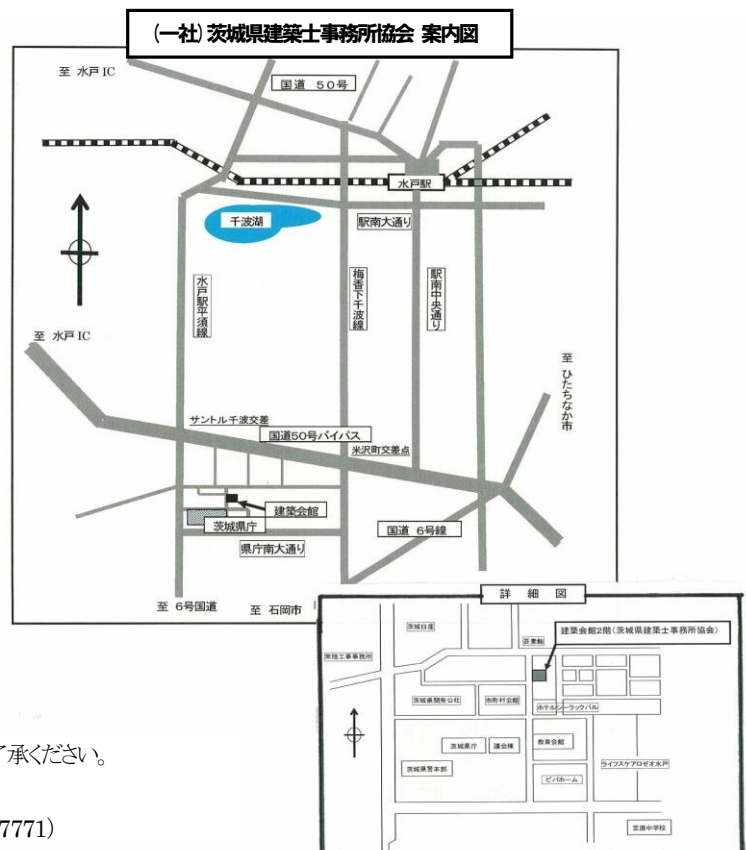 (一社)茨城県建築士事務所協会 案内図
至 水戸IC
国道 50号
水戸駅
千波湖
駅南大通り
水戸駅平須線
梅香下千波線
駅南中央通り
至 水戸IC
至 ひたちなか市
サントル千波交差
国道50号バイパス
米沢町交差点
建築会館
茨城県庁
国道 6号線
県庁南大通り
至 6号国道
至 石岡市
詳 細 図
茨城日産
建築会館2階(茨城県建築士事務所協会)
常陸工事事務所
茨城県開発公社
市町村会館
ホテルシーラックパル
茨城県庁
議会棟
教育会館
茨城県警本部
ビバホーム
ライフスケアロゼオ水戸
笠原中学校
了承ください。
7771)